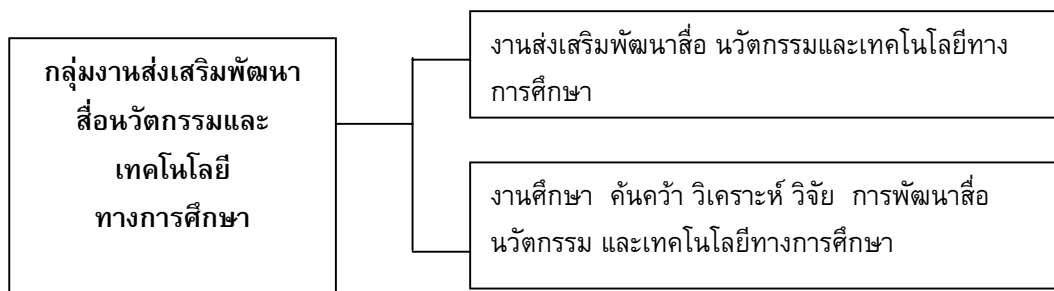 กลุ่มงานส่งเสริมพัฒนา
สื่อนวัตกรรมและ
เทคโนโลยี
ทางการศึกษา
งานส่งเสริมพัฒนาสื่อ นวัตกรรมและเทคโนโลยีทาง
การศึกษา
งานศึกษา ค้นคว้า วิเคราะห์ วิจัย การพัฒนาสื่อ
นวัตกรรม และเทคโนโลยีทางการศึกษา